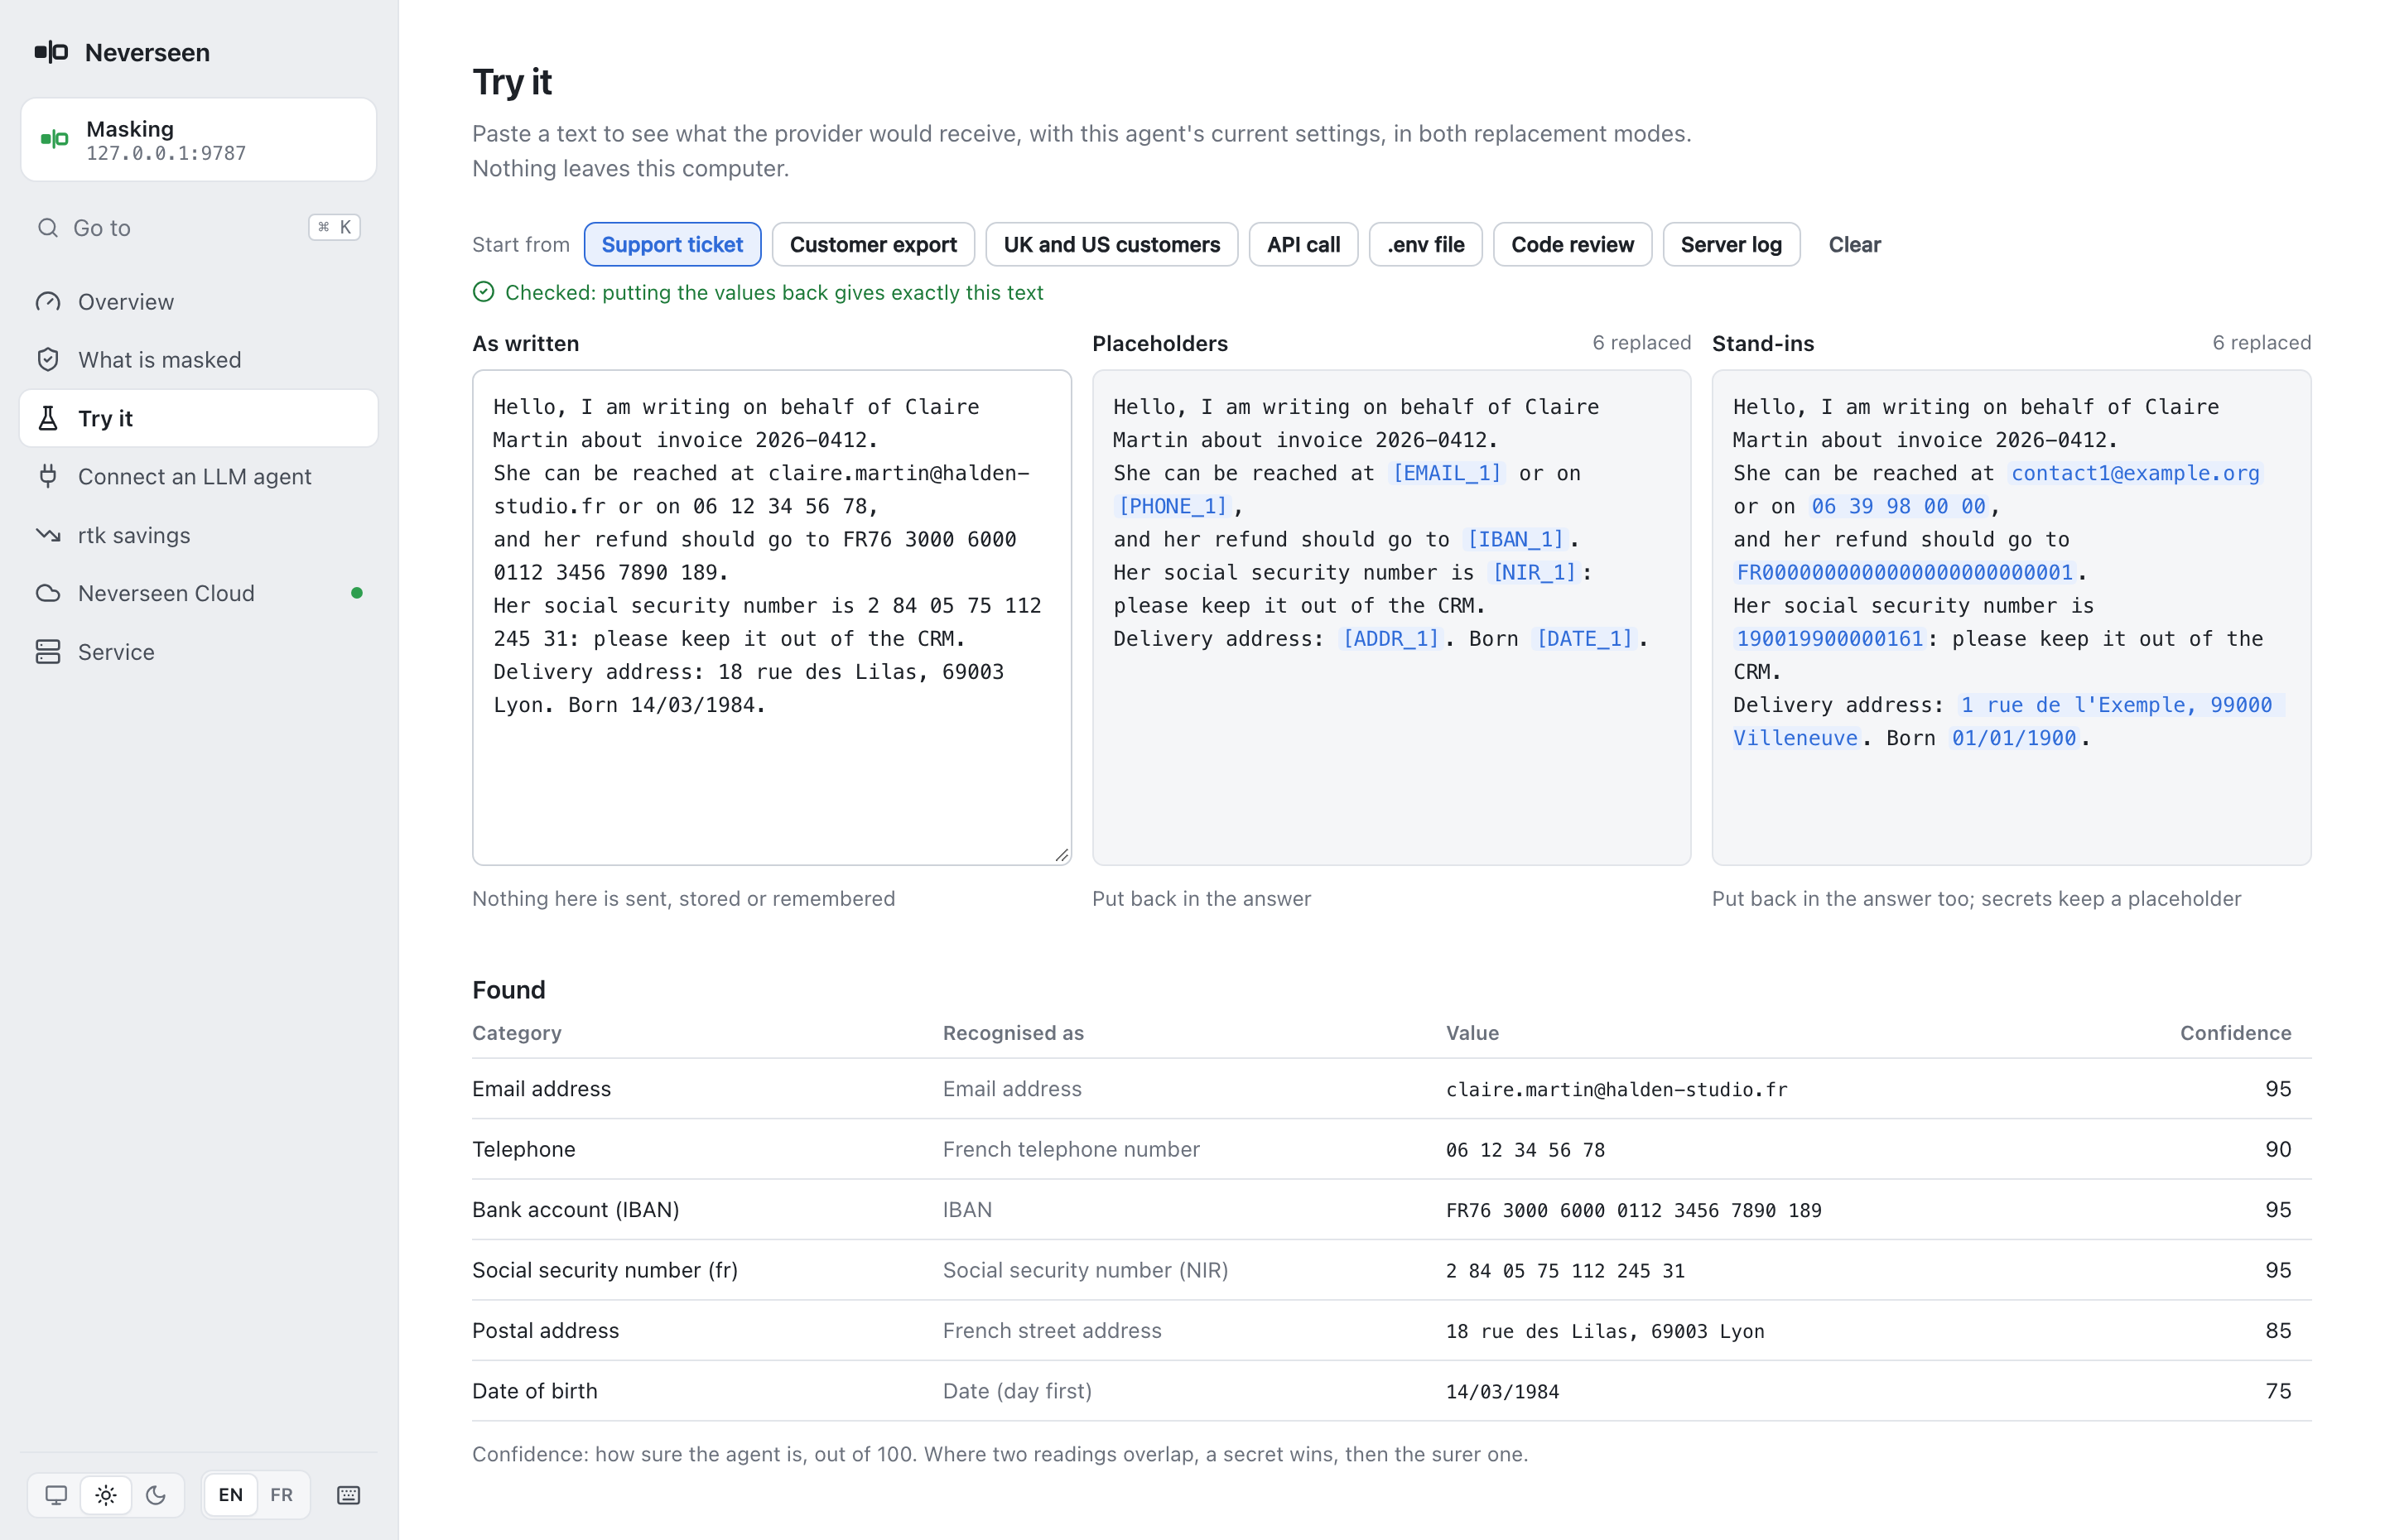 Neverseen
Masking
127.0.0.1:9787
Go to
⌘ K
Overview
What is masked
Try it
Connect an LLM agent
rtk savings
Neverseen Cloud
Service
EN
FR
Try it
Paste a text to see what the provider would receive, with this agent's current settings, in both replacement modes.
Nothing leaves this computer.
Start from
Support ticket
Customer export
UK and US customers
API call
.env file
Code review
Server log
Clear
Checked: putting the values back gives exactly this text
As written
Hello, I am writing on behalf of Claire
Martin about invoice 2026-0412.
She can be reached at claire.martin@halden-
studio.fr or on 06 12 34 56 78,
and her refund should go to FR76 3000 6000
0112 3456 7890 189.
Her social security number is 2 84 05 75 112
245 31: please keep it out of the CRM.
Delivery address: 18 rue des Lilas, 69003
Lyon. Born 14/03/1984.
Nothing here is sent, stored or remembered
Placeholders
6 replaced
Hello, I am writing on behalf of Claire
Martin about invoice 2026-0412.
She can be reached at [EMAIL_1] or on
[PHONE_1],
and her refund should go to [IBAN_1].
Her social security number is [NIR_1]:
please keep it out of the CRM.
Delivery address: [ADDR_1]. Born [DATE_1].
Put back in the answer
Stand-ins
6 replaced
Hello, I am writing on behalf of Claire
Martin about invoice 2026-0412.
She can be reached at contact1@example.org
or on 06 39 98 00 00,
and her refund should go to
FR0000000000000000000000001.
Her social security number is
190019900000161: please keep it out of the
CRM.
Delivery address: 1 rue de l'Exemple, 99000
Villeneuve. Born 01/01/1900.
Put back in the answer too; secrets keep a placeholder
Found
Category Recognised as Value Confidence
Email address Email address claire.martin@halden-studio.fr 95
Telephone French telephone number 06 12 34 56 78 90
Bank account (IBAN) IBAN FR76 3000 6000 0112 3456 7890 189 95
Social security number (fr) Social security number (NIR) 2 84 05 75 112 245 31 95
Postal address French street address 18 rue des Lilas, 69003 Lyon 85
Date of birth Date (day first) 14/03/1984 75
Confidence: how sure the agent is, out of 100. Where two readings overlap, a secret wins, then the surer one.